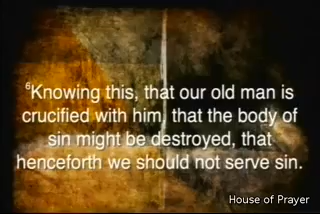 ⁶Knowing this, that our old man is
crucified with him, that the body of
sin might be destroyed, that
henceforth we should not serve sin.
House of Prayer